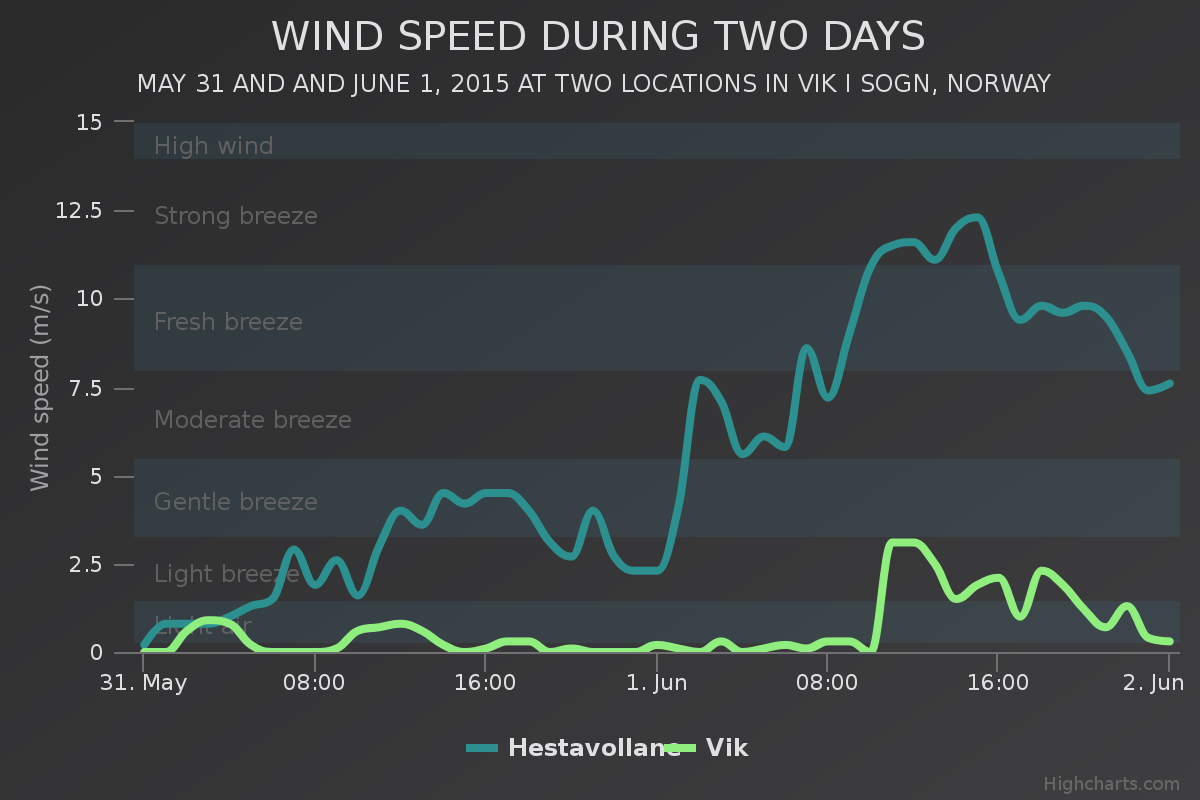 WIND SPEED DURING TWO DAYS
MAY 31 AND AND JUNE 1, 2015 AT TWO LOCATIONS IN VIK I SOGN, NORWAY
Wind speed (m/s)
15
12.5
10
7.5
5
2.5
0
High wind
Strong breeze
Fresh breeze
Moderate breeze
Gentle breeze
Light breeze
Light air
31. May 08:00 16:00 1. Jun 08:00 16:00 2. Jun
Hestavollane Vik
Highcharts.com